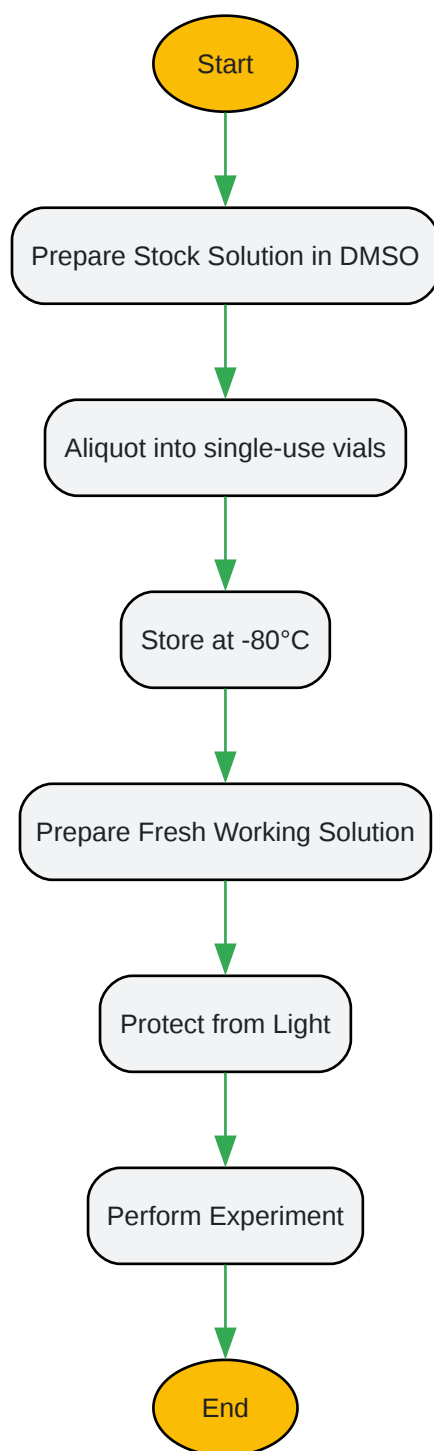 Start
Prepare Stock Solution in DMSO
Aliquot into single-use vials
Store at -80°C
Prepare Fresh Working Solution
Protect from Light
Perform Experiment
End